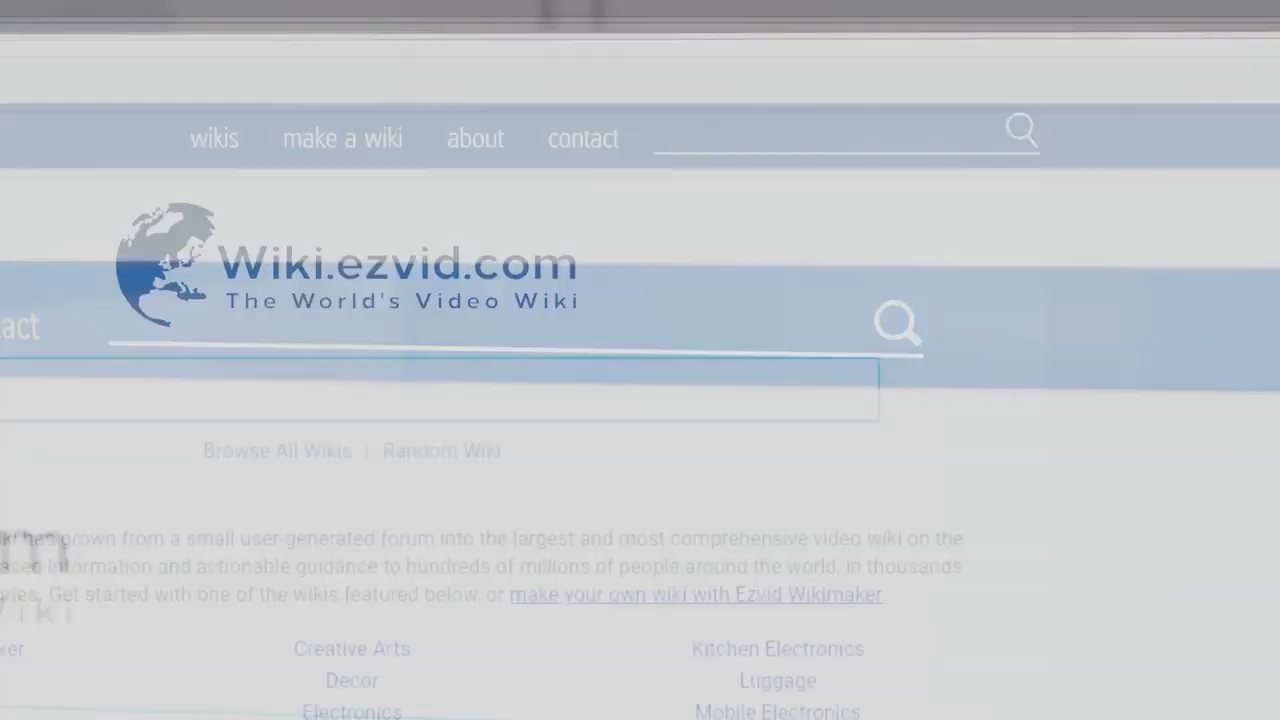 wikis make a wiki about contact
Wiki.ezvid.com
The World's Video Wiki
tact
Browse All Wikis | Random Wiki
has grown from a small user-generated forum into the largest and most comprehensive video wiki on the
information and actionable guidance to hundreds of millions of people around the world, in thousands
Get started with one of the wikis featured below, or make your own wiki with Ezvid Wikimaker
Creative Arts Kitchen Electronics
Decor Luggage
Electronics Mobile Electronics